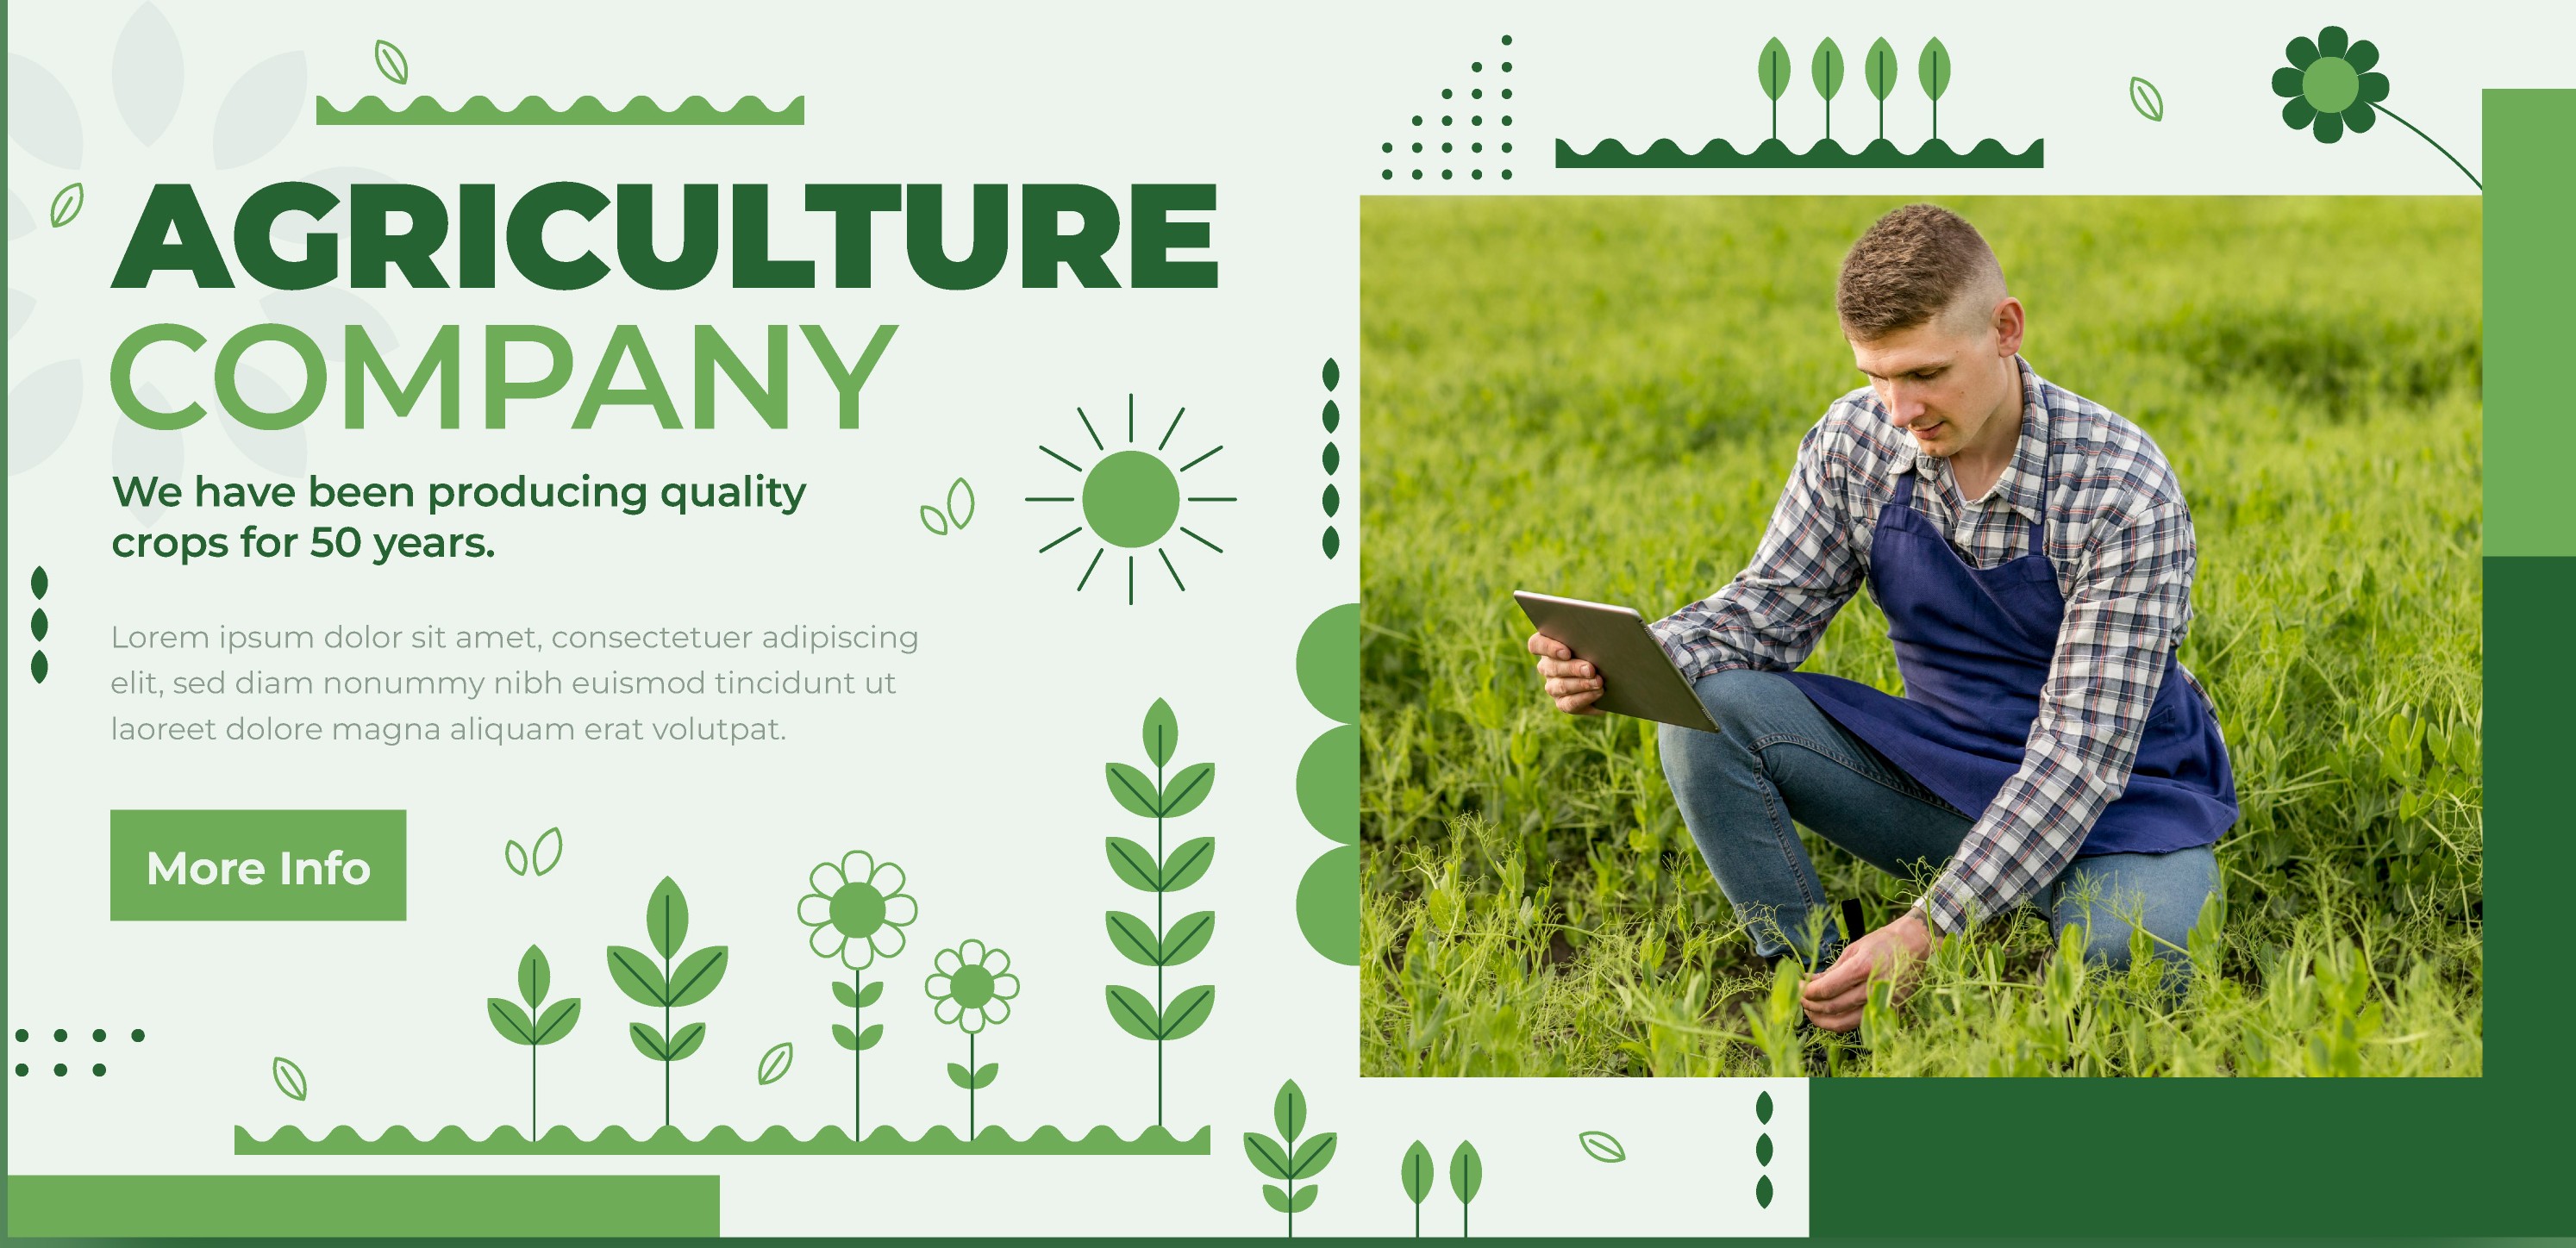 AGRICULTURE
COMPANY
We have been producing quality
crops for 50 years.
Lorem ipsum dolor sit amet, consectetuer adipiscing
elit, sed diam nonummy nibh euismod tincidunt ut
laoreet dolore magna aliquam erat volutpat.
More Info